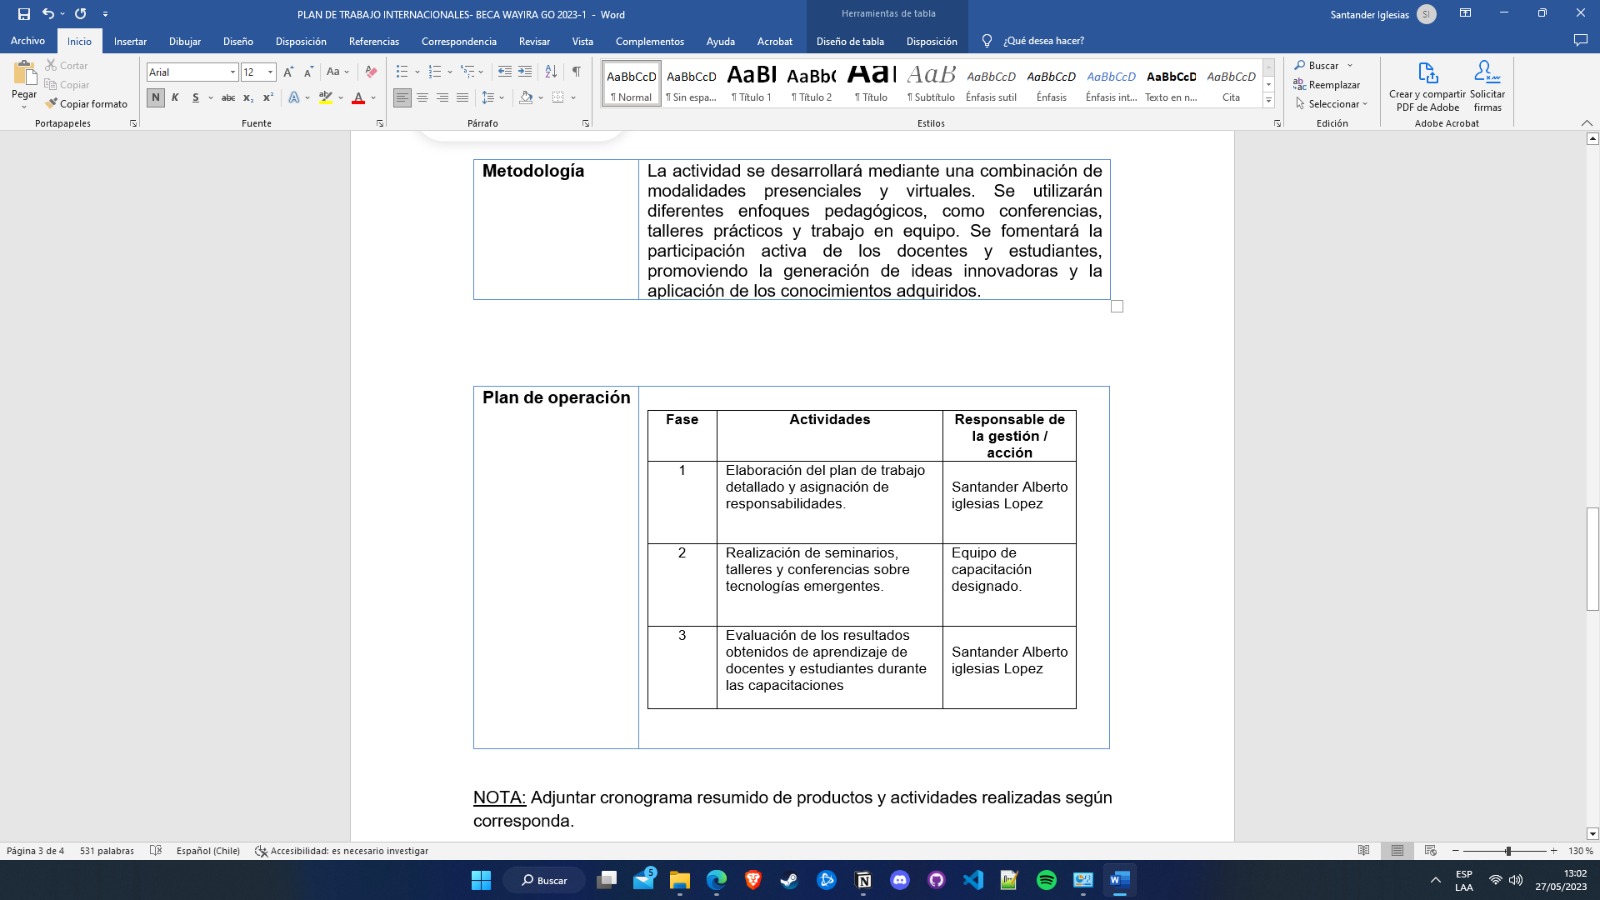 PLAN DE TRABAJO INTERNACIONALES- BECA WAYIRA GO 2023-1 - Word
Herramientas de tabla
Santander Iglesias SI
Archivo Inicio Insertar Dibujar Diseño Disposición Referencias Correspondencia Revisar Vista Complementos Ayuda Acrobat Diseño de tabla Disposición ¿Qué desea hacer?
Pegar
Cortar
Copiar
Copiar formato
Portapapeles
Arial 12
Aa
N K S abc x₂ x² A A
Fuente
Párrafo
AaBbCcD AaBbCcD AaBl AaBb( Aal AaB AaBbCcD AaBbCcD AaBbCcD AaBbCcD AaBbCcD
¶ Normal ¶ Sin espa... ¶ Título 1 ¶ Título 2 ¶ Título ¶ Subtítulo Énfasis sutil Énfasis Énfasis int... Texto en n... Cita
Estilos
Buscar
Reemplazar
Seleccionar
Edición
Crear y compartir
PDF de Adobe
Solicitar
firmas
Adobe Acrobat
Metodología
La actividad se desarrollará mediante una combinación de
modalidades presenciales y virtuales. Se utilizarán
diferentes enfoques pedagógicos, como conferencias,
talleres prácticos y trabajo en equipo. Se fomentará la
participación activa de los docentes y estudiantes,
promoviendo la generación de ideas innovadoras y la
aplicación de los conocimientos adquiridos.
Plan de operación
Fase
Actividades
Responsable de
la gestión /
acción
1
Elaboración del plan de trabajo
detallado y asignación de
responsabilidades.
Santander Alberto
iglesias Lopez
2
Realización de seminarios,
talleres y conferencias sobre
tecnologías emergentes.
Equipo de
capacitación
designado.
3
Evaluación de los resultados
obtenidos de aprendizaje de
docentes y estudiantes durante
las capacitaciones
Santander Alberto
iglesias Lopez
NOTA: Adjuntar cronograma resumido de productos y actividades realizadas según
corresponda.
Página 3 de 4 531 palabras Español (Chile) Accesibilidad: es necesario investigar
130 %
Buscar
5
ESP
LAA
13:02
27/05/2023